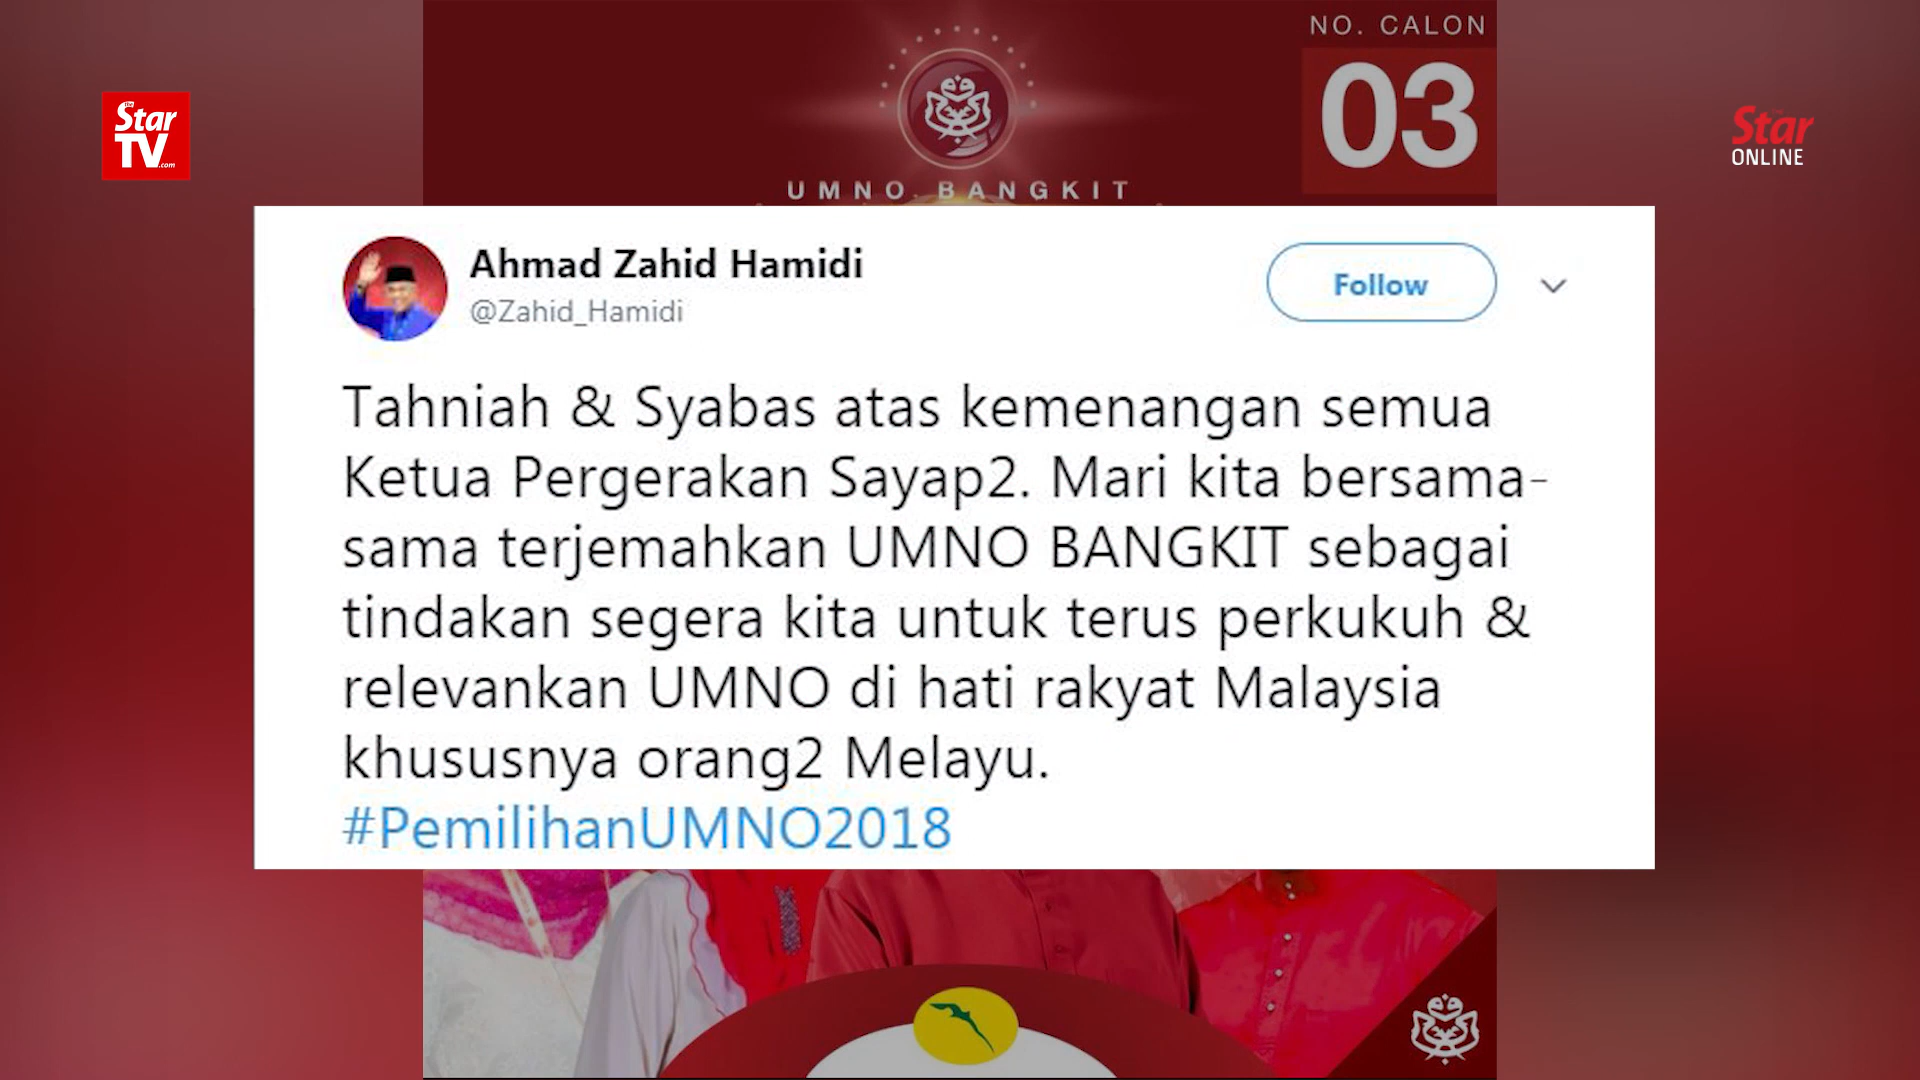 NO. CALON
03
The Star
TV.com
Star
ONLINE
UMNO BANGKIT
Ahmad Zahid Hamidi
@Zahid_Hamidi
Follow
Tahniah & Syabas atas kemenangan semua
Ketua Pergerakan Sayap2. Mari kita bersama-
sama terjemahkan UMNO BANGKIT sebagai
tindakan segera kita untuk terus perkukuh &
relevankan UMNO di hati rakyat Malaysia
khususnya orang2 Melayu.
#PemilihanUMNO2018